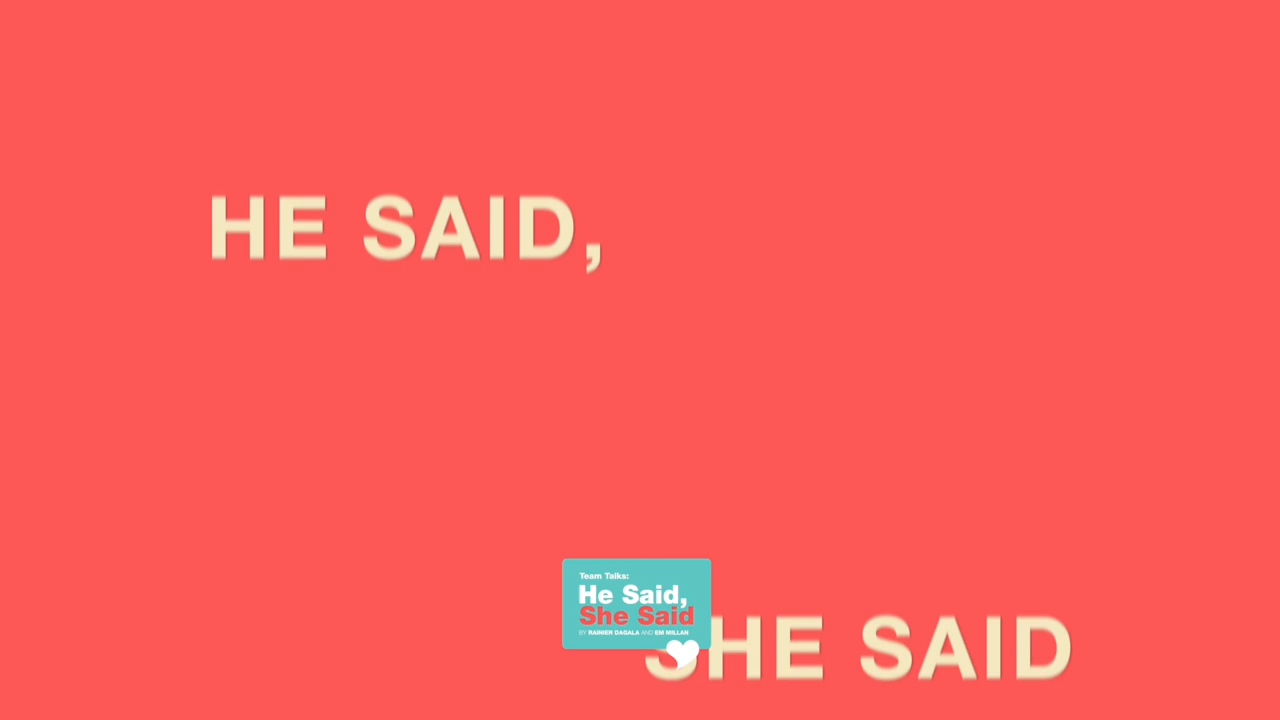 HE SAID,
Team Talks:
He Said,
She Said
BY RAINIER DAGALA AND EM MILLAN
SHE SAID